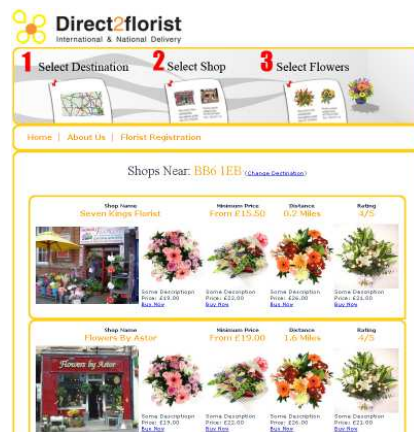 Direct2florist
International & National Delivery
1 Select Destination 2 Select Shop 3 Select Flowers
Home | About Us | Florist Registration
Shops Near: BB6 1EB (Change Destination)
Shop Name Minimum Price Distance Rating
Seven Kings Florist From £15.50 0.2 Miles 4/5
Some Description Some Description Some Description Some Description
Price: £19.00 Price: £22.00 Price: £26.00 Price: £21.00
Buy Now Buy Now Buy Now Buy Now
Shop Name Minimum Price Distance Rating
Flowers By Astor From £19.00 1.6 Miles 4/5
Flowers by Astor
Some Description Some Description Some Description Some Description
Price: £19.00 Price: £22.00 Price: £26.00 Price: £21.00
Buy Now Buy Now Buy Now Buy Now